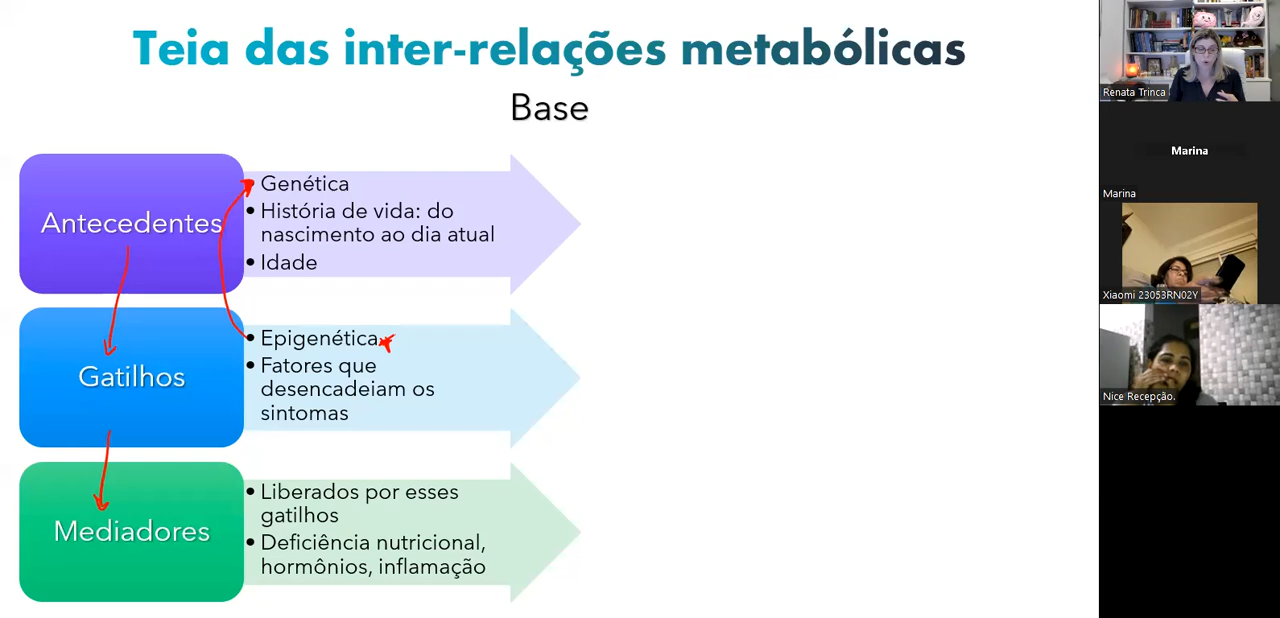 Teia das inter-relações metabólicas
Base
Antecedentes
Genética
• História de vida: do
nascimento ao dia atual
• Idade
Gatilhos
• Epigenética
• Fatores que
desencadeiam os
sintomas
Mediadores
• Liberados por esses
gatilhos
• Deficiência nutricional,
hormônios, inflamação
Renata Trinca
Marina
Marina
Xiaomi 23053RN02Y
Nice Recepção.